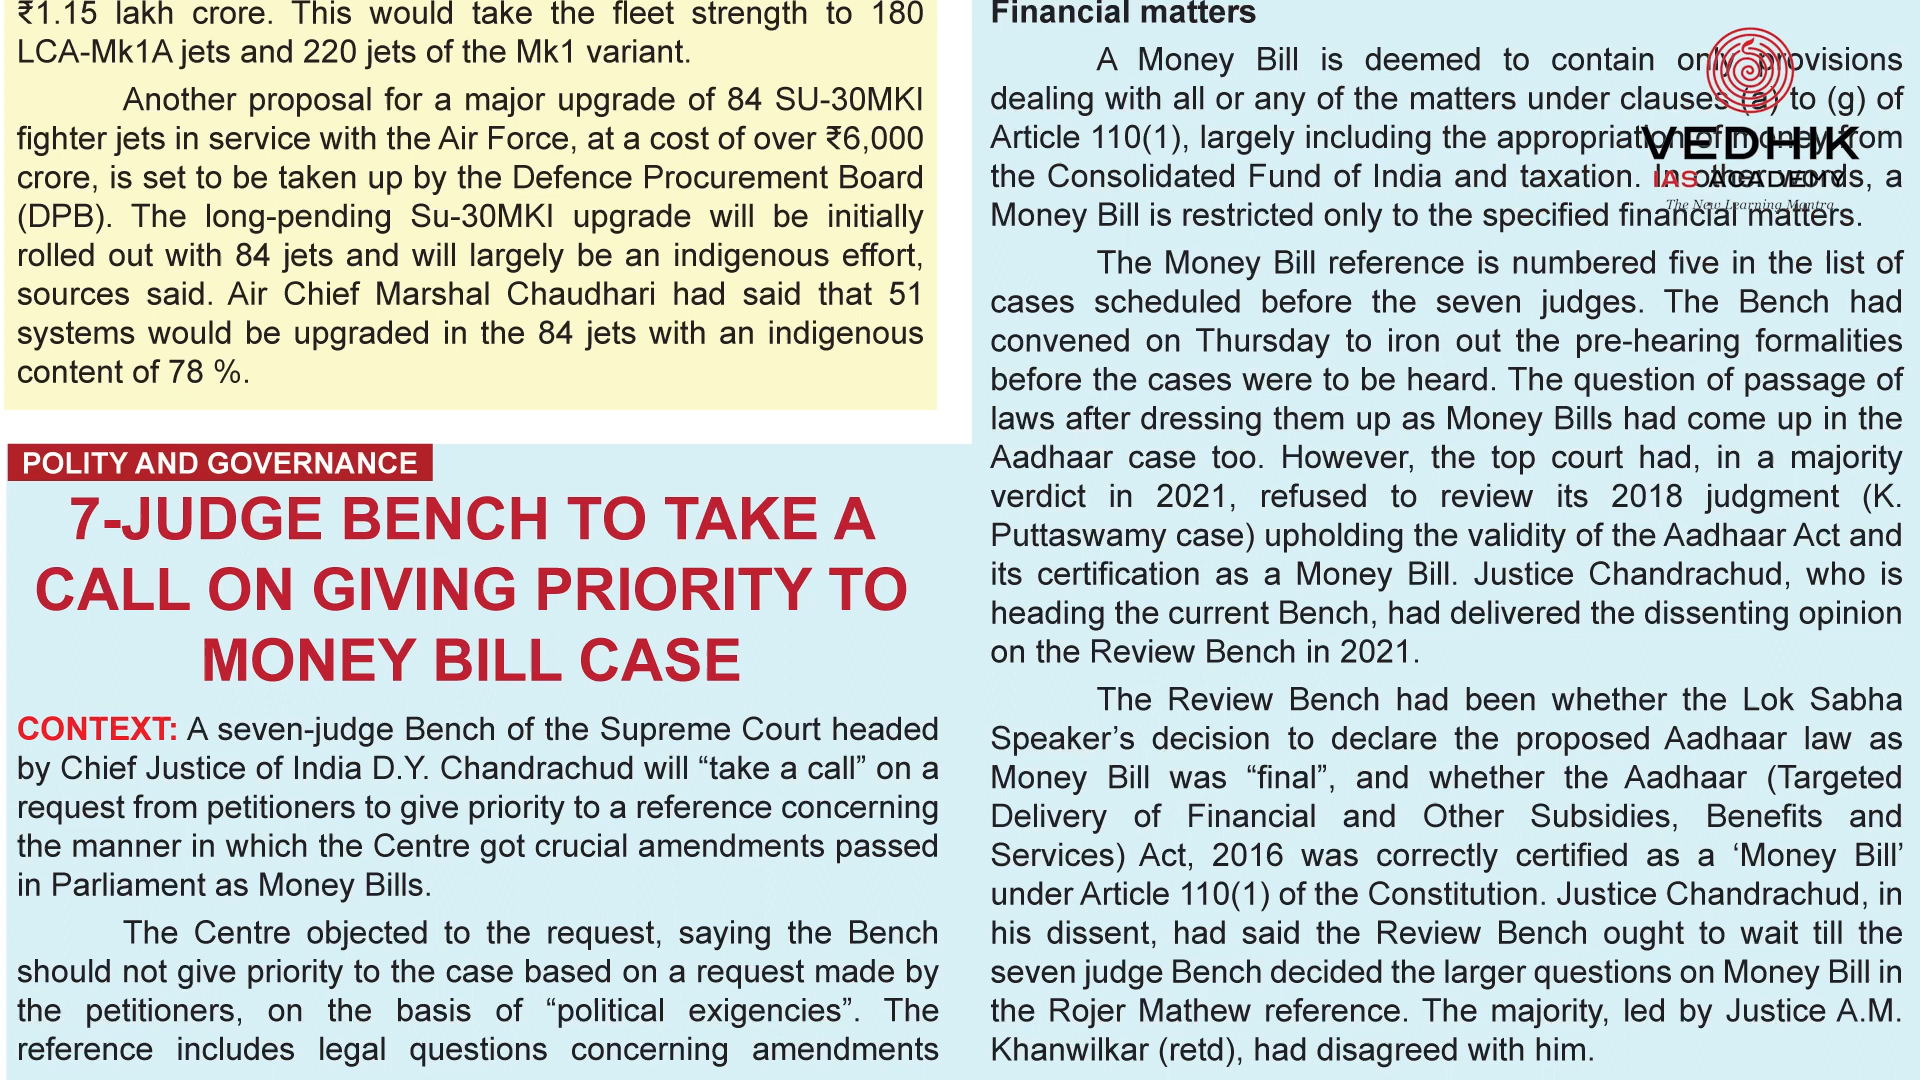 ₹1.15 lakh crore. This would take the fleet strength to 180
LCA-Mk1A jets and 220 jets of the Mk1 variant.
Another proposal for a major upgrade of 84 SU-30MKI
fighter jets in service with the Air Force, at a cost of over ₹6,000
crore, is set to be taken up by the Defence Procurement Board
(DPB). The long-pending Su-30MKI upgrade will be initially
rolled out with 84 jets and will largely be an indigenous effort,
sources said. Air Chief Marshal Chaudhari had said that 51
systems would be upgraded in the 84 jets with an indigenous
content of 78 %.
POLITY AND GOVERNANCE
7-JUDGE BENCH TO TAKE A
CALL ON GIVING PRIORITY TO
MONEY BILL CASE
CONTEXT: A seven-judge Bench of the Supreme Court headed
by Chief Justice of India D.Y. Chandrachud will “take a call” on a
request from petitioners to give priority to a reference concerning
the manner in which the Centre got crucial amendments passed
in Parliament as Money Bills.
The Centre objected to the request, saying the Bench
should not give priority to the case based on a request made by
the petitioners, on the basis of “political exigencies”. The
reference includes legal questions concerning amendments
Financial matters
A Money Bill is deemed to contain only provisions
dealing with all or any of the matters under clauses (a) to (g) of
Article 110(1), largely including the appropriation of money from
the Consolidated Fund of India and taxation. In other words, a
Money Bill is restricted only to the specified financial matters.
The Money Bill reference is numbered five in the list of
cases scheduled before the seven judges. The Bench had
convened on Thursday to iron out the pre-hearing formalities
before the cases were to be heard. The question of passage of
laws after dressing them up as Money Bills had come up in the
Aadhaar case too. However, the top court had, in a majority
verdict in 2021, refused to review its 2018 judgment (K.
Puttaswamy case) upholding the validity of the Aadhaar Act and
its certification as a Money Bill. Justice Chandrachud, who is
heading the current Bench, had delivered the dissenting opinion
on the Review Bench in 2021.
The Review Bench had been whether the Lok Sabha
Speaker’s decision to declare the proposed Aadhaar law as
Money Bill was “final”, and whether the Aadhaar (Targeted
Delivery of Financial and Other Subsidies, Benefits and
Services) Act, 2016 was correctly certified as a ‘Money Bill’
under Article 110(1) of the Constitution. Justice Chandrachud, in
his dissent, had said the Review Bench ought to wait till the
seven judge Bench decided the larger questions on Money Bill in
the Rojer Mathew reference. The majority, led by Justice A.M.
Khanwilkar (retd), had disagreed with him.
VEDHIK
IAS ACADEMY
The New Learning Mantra